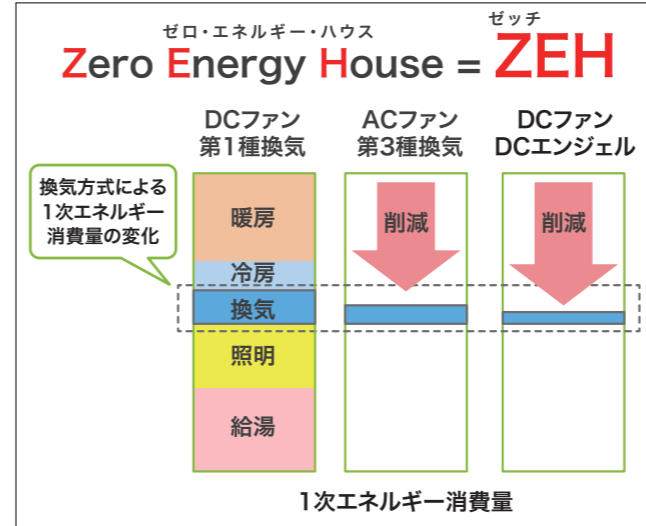 ゼロ・エネルギー・ハウス
ゼッチ
Zero Energy House = ZEH
DCファン
第1種換気
ACファン
第3種換気
DCファン
DCエンジェル
換気方式による
1次エネルギー
消費量の変化
暖房
冷房
換気
照明
給湯
削減
削減
1次エネルギー消費量